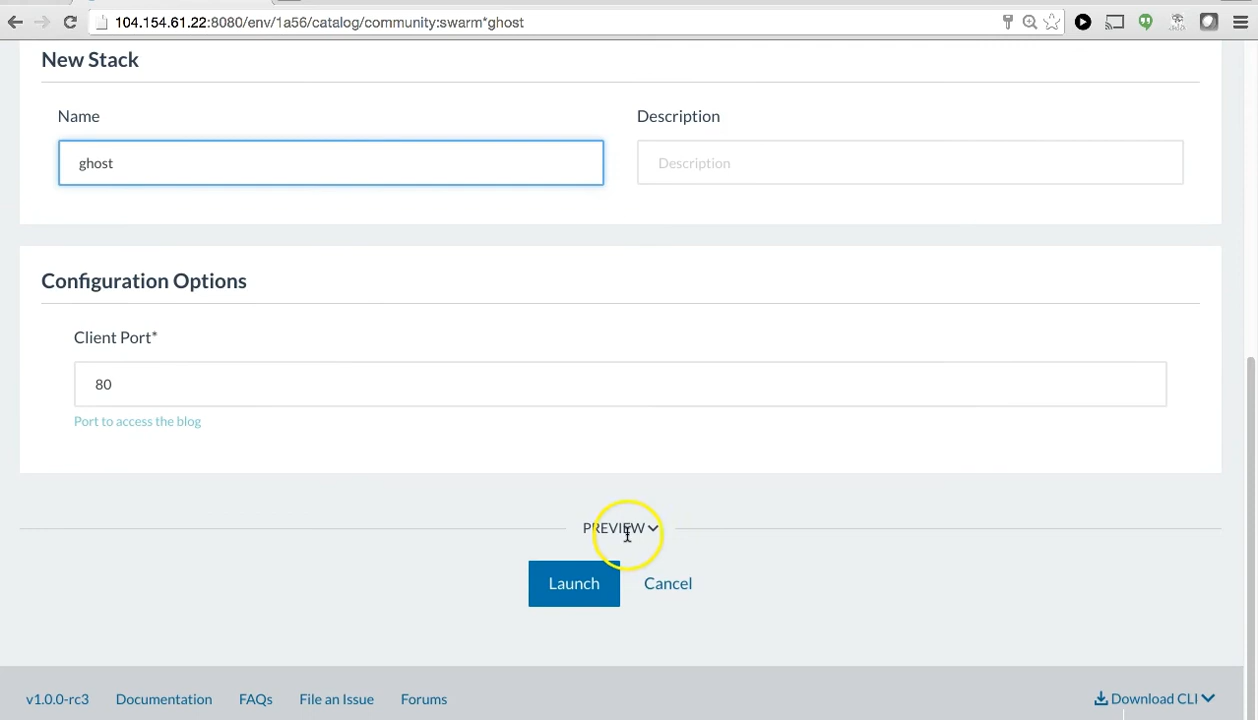 104.154.61.22:8080/env/1a56/catalog/community:swarm*ghost
New Stack
Name
Description
ghost
Description
Configuration Options
Client Port*
80
Port to access the blog
PREVIEW
Launch
Cancel
v1.0.0-rc3
Documentation
FAQs
File an Issue
Forums
Download CLI